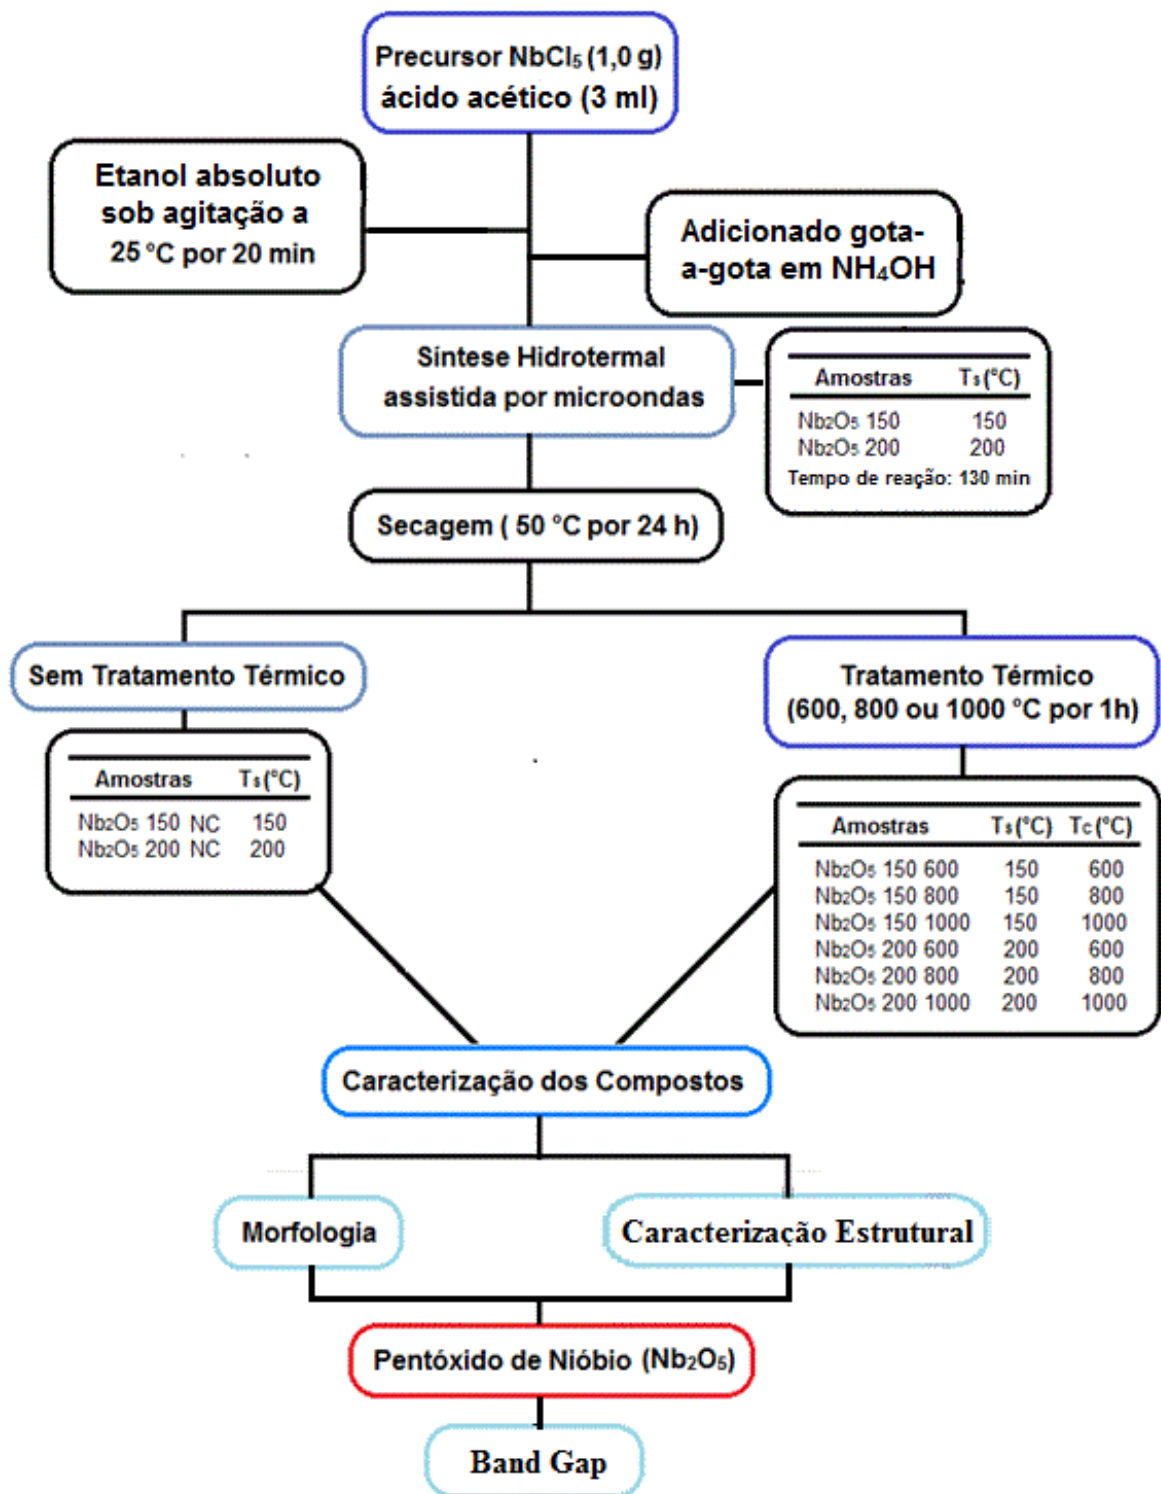 Precursor NbCl₅ (1,0 g)
ácido acético (3 ml)
Etanol absoluto
sob agitação a
25 °C por 20 min
Adicionado gota-
a-gota em NH₄OH
Síntese Hidrotermal
assistida por microondas
Amostras Tₛ(°C)
Nb₂O₅ 150 150
Nb₂O₅ 200 200
Tempo de reação: 130 min
Secagem ( 50 °C por 24 h)
Sem Tratamento Térmico
Tratamento Térmico
(600, 800 ou 1000 °C por 1h)
Amostras Tₛ(°C)
Nb₂O₅ 150 NC 150
Nb₂O₅ 200 NC 200
Amostras Tₛ(°C) Tc(°C)
Nb₂O₅ 150 600 150 600
Nb₂O₅ 150 800 150 800
Nb₂O₅ 150 1000 150 1000
Nb₂O₅ 200 600 200 600
Nb₂O₅ 200 800 200 800
Nb₂O₅ 200 1000 200 1000
Caracterização dos Compostos
Morfologia
Caracterização Estrutural
Pentóxido de Nióbio (Nb₂O₅)
Band Gap